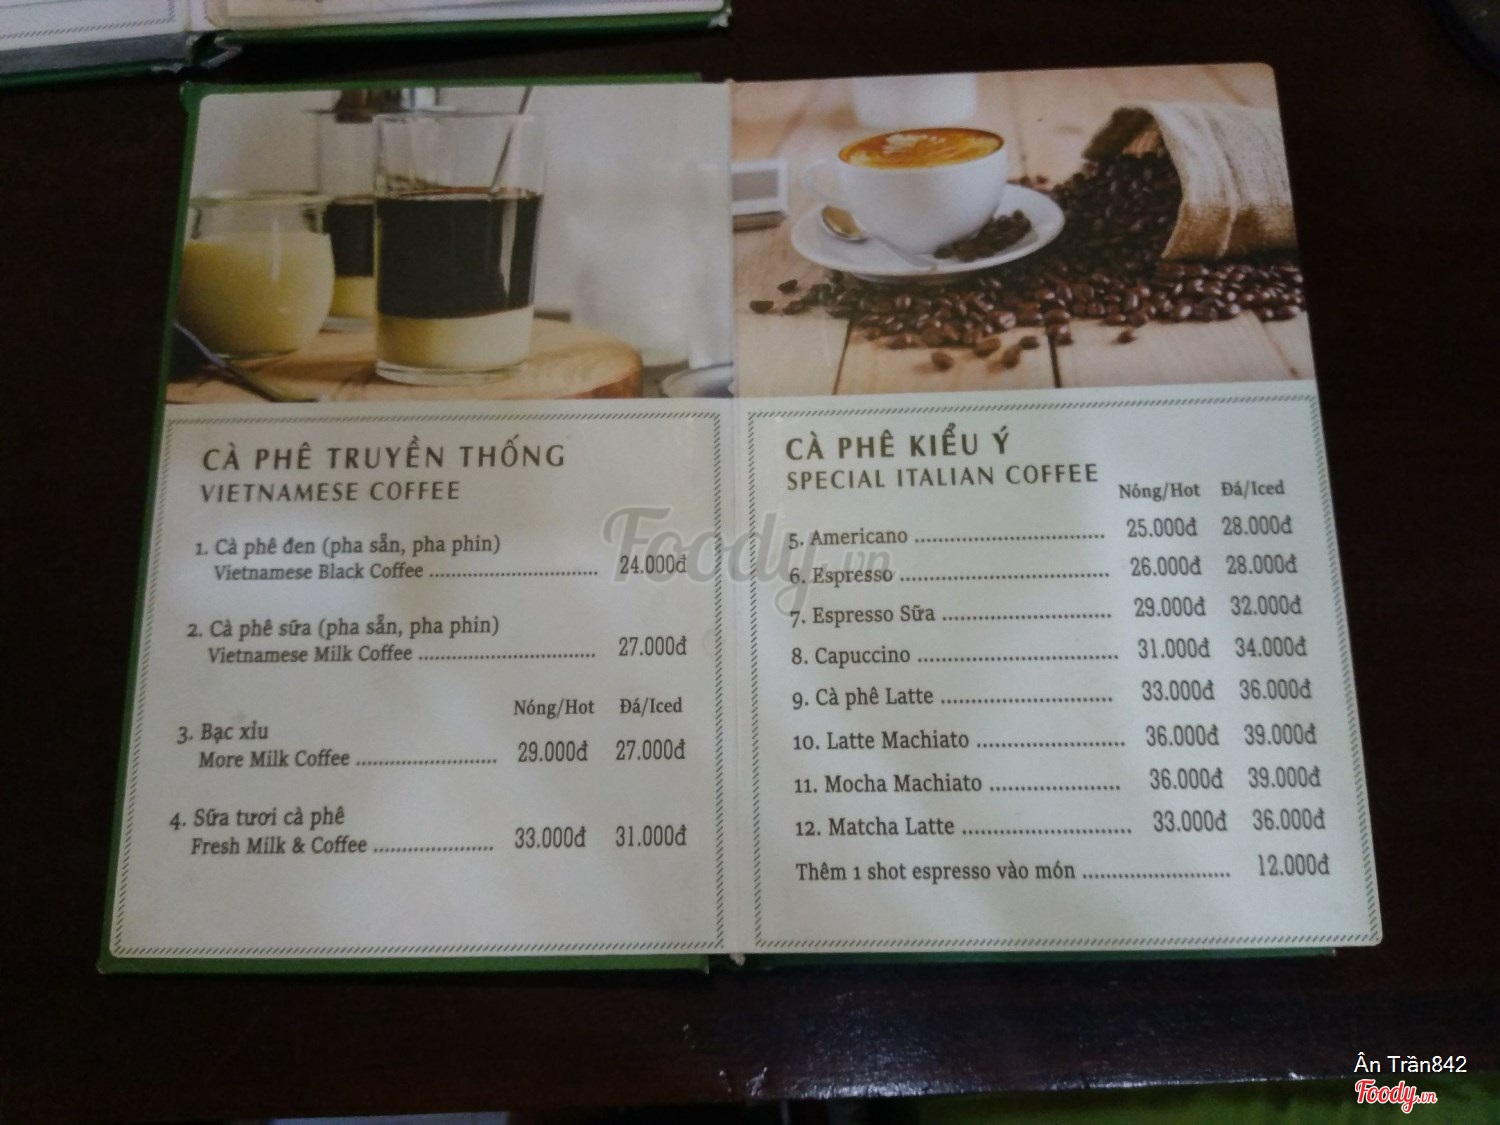 CÀ PHÊ TRUYỀN THỐNG
VIETNAMESE COFFEE
1. Cà phê đen (pha sẵn, pha phin)
Vietnamese Black Coffee ............................ 24.000đ
2. Cà phê sữa (pha sẵn, pha phin)
Vietnamese Milk Coffee ............................ 27.000đ
Nóng/Hot Đá/Iced
3. Bạc xỉu
More Milk Coffee ........................ 29.000đ 27.000đ
4. Sữa tươi cà phê
Fresh Milk & Coffee ..................... 33.000đ 31.000đ
CÀ PHÊ KIỂU Ý
SPECIAL ITALIAN COFFEE
Nóng/Hot Đá/Iced
5. Americano ................................ 25.000đ 28.000đ
6. Espresso .................................. 26.000đ 28.000đ
7. Espresso Sữa ............................ 29.000đ 32.000đ
8. Capuccino ................................. 31.000đ 34.000đ
9. Cà phê Latte ............................. 33.000đ 36.000đ
10. Latte Machiato ......................... 36.000đ 39.000đ
11. Mocha Machiato ...................... 36.000đ 39.000đ
12. Matcha Latte ............................ 33.000đ 36.000đ
Thêm 1 shot espresso vào món ......................... 12.000đ
Foody.vn
Ân Trần842
Foody.vn